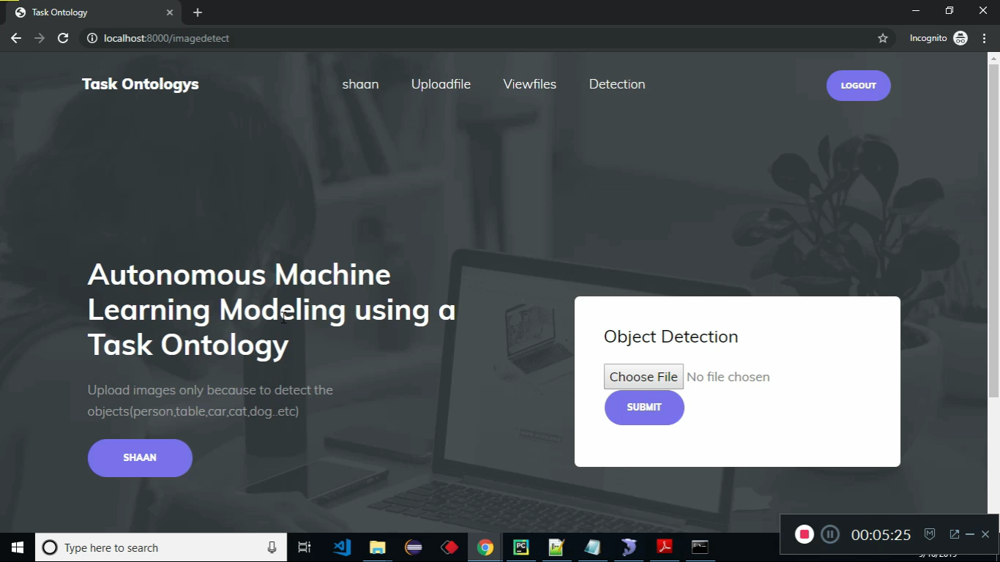 Task Ontology
localhost:8000/imagedetect
Incognito
Task Ontologys
shaan
Uploadfile
Viewfiles
Detection
LOGOUT
Autonomous Machine
Learning Modeling using a
Task Ontology
Upload images only because to detect the
objects(person,table,car,cat,dog..etc)
SHAAN
Object Detection
Choose File No file chosen
SUBMIT
Type here to search
00:05:25